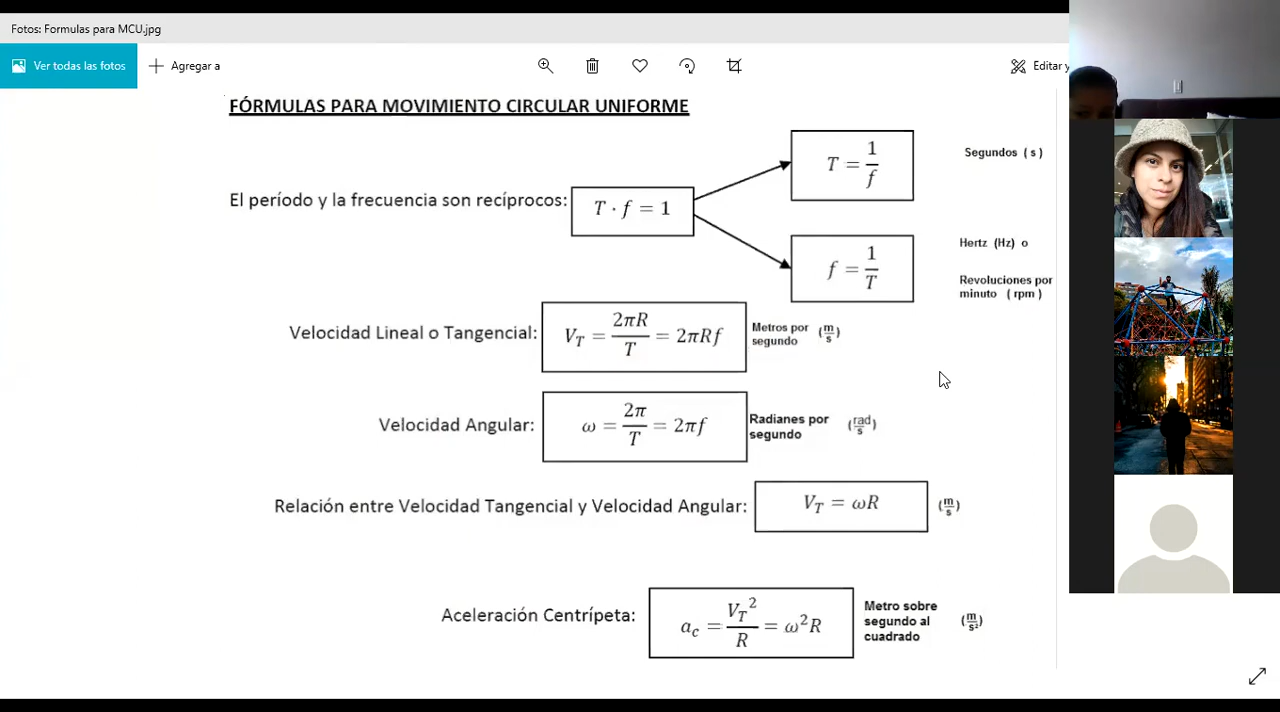 Fotos: Formulas para MCU.jpg
Ver todas las fotos
Agregar a
Editar y
FÓRMULAS PARA MOVIMIENTO CIRCULAR UNIFORME
T = 1/f
Segundos ( s )
El período y la frecuencia son recíprocos: T · f = 1
f = 1/T
Hertz (Hz) o
Revoluciones por
minuto ( rpm )
Velocidad Lineal o Tangencial: V_T = 2πR/T = 2πRf
Metros por
segundo
(m/s)
Velocidad Angular: ω = 2π/T = 2πf
Radianes por
segundo
(rad/s)
Relación entre Velocidad Tangencial y Velocidad Angular: V_T = ωR (m/s)
Aceleración Centrípeta: a_c = V_T²/R = ω²R
Metro sobre
segundo al
cuadrado
(m/s²)